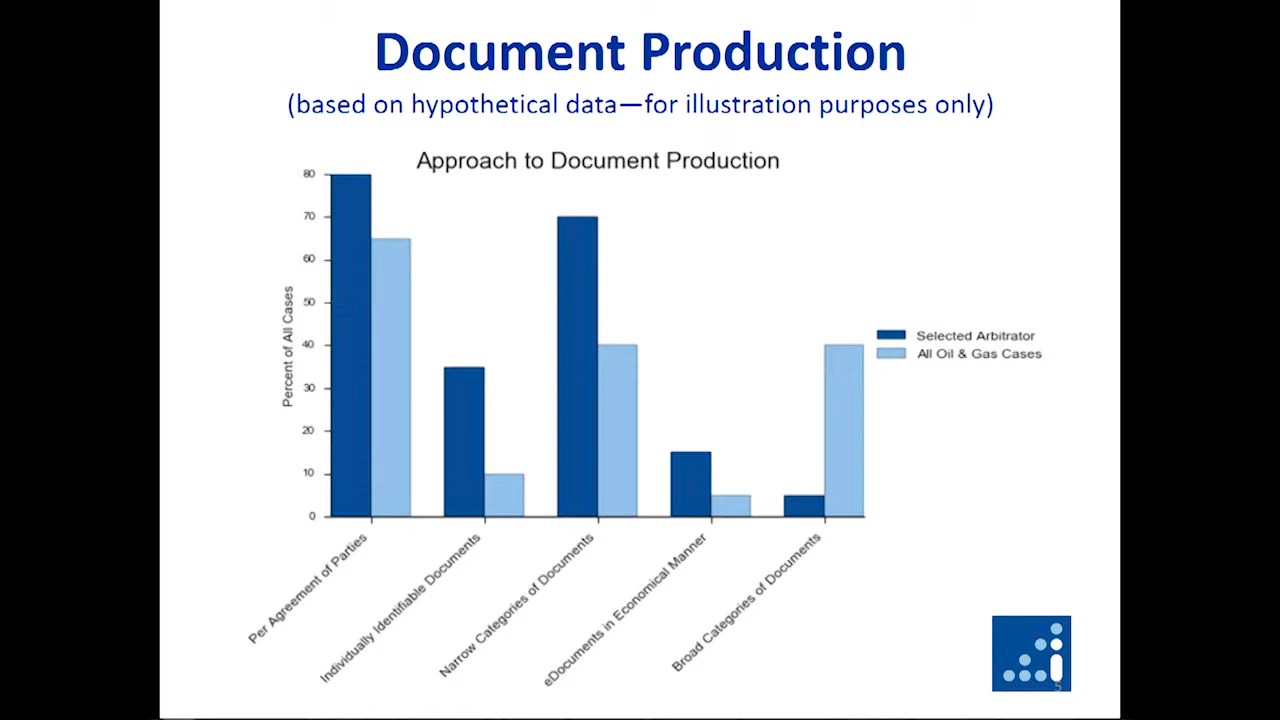 Document Production
(based on hypothetical data—for illustration purposes only)
Approach to Document Production
Percent of All Cases
80
70
60
50
40
30
20
10
0
Per Agreement of Parties
Individually Identifiable Documents
Narrow Categories of Documents
eDocuments in Economical Manner
Broad Categories of Documents
Selected Arbitrator
All Oil & Gas Cases
5